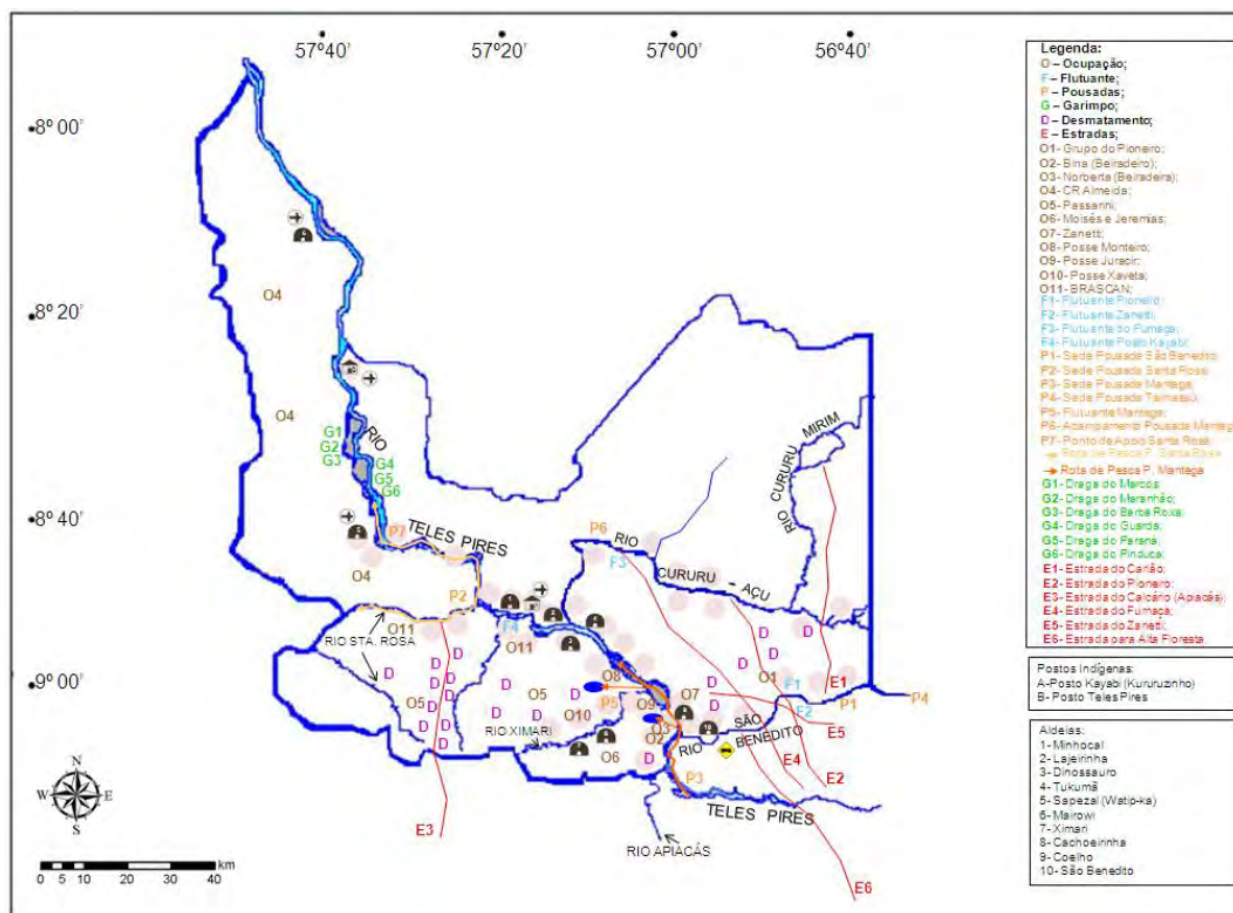 57º40' 57º20' 57º00' 56º40'
8º 00'
8º 20'
8º 40'
9º 00'
O4
O4
G1
G2
G3
RIO
G4
G5
G6
P7
TELES PIRES
O4
P2
P6
RIO
F3
CURURU - AÇU
RIO CURURU MIRIM
O11
RIO STA. ROSA
F4
O11
D
D
D
D
D
D
O5
D
D
D
D
D
O5
D
D
D
D
O10
RIO XIMARI
O6
D
O8
P5
O9
O3
O2
O7
D
D
D
D
D
D
D
O1
F1
F2
E1
P1
P4
E5
SÃO
RIO
BENEDITO
E4
E2
P3
TELES PIRES
E3
RIO APIACÁS
E6
N
W
E
S
km
0 5 10 20 30 40
Legenda:
O – Ocupação;
F – Flutuante;
P – Pousadas;
G – Garimpo;
D – Desmatamento;
E – Estradas;
O1- Grupo do Pioneiro;
O2- Bina (Beiradeiro);
O3- Norberta (Beiradeira);
O4- CR Almeida;
O5- Passarini;
O6- Moisés e Jeremias;
O7- Zanetti;
O8- Posse Monteiro;
O9- Posse Juracir;
O10- Posse Xaveta;
O11- BRASCAN;
F1- Flutuante Pioneiro;
F2- Flutuante Zanetti;
F3- Flutuante do Fumaça;
F4- Flutuante Posto Kayabi;
P1- Sede Pousada São Benedito;
P2- Sede Pousada Santa Rosa;
P3- Sede Pousada Mantega;
P4- Sede Pousada
P5- Flutuante Mantega;
P6- Acampamento Pousada Mantega
P7- Ponto de Apoio Santa Rosa;
Rota de Pesca P. Santa Rosa
Rota de Pesca P. Mantega
G1- Draga do Marcos;
G2- Draga do Maranhão;
G3- Draga do Barba Roxa;
G4- Draga do Guarda;
G5- Draga do Parana;
G6- Draga do Pinduca;
E1- Estrada do Carlão;
E2- Estrada do Pioneiro;
E3- Estrada do Calcário (Apiacás);
E4- Estrada do Fumaça;
E5- Estrada do Zanetti;
E6- Estrada para Alta Floresta
Postos Indígenas:
A-Posto Kayabi (Kururuzinho)
B- Posto Teles Pires
Aldeias:
1- Minhocal
2- Lajeirinha
3- Dinossauro
4- Tukumã
5- Sapezal (Watip-ka)
6- Mairowi
7- Ximari
8- Cachoeirinha
9- Coelho
10- São Benedito